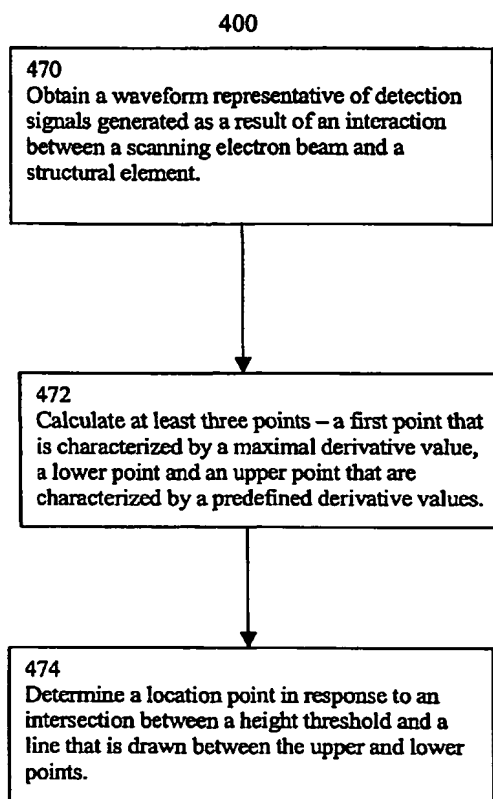 400
470
Obtain a waveform representative of detection
signals generated as a result of an interaction
between a scanning electron beam and a
structural element.
472
Calculate at least three points – a first point that
is characterized by a maximal derivative value,
a lower point and an upper point that are
characterized by a predefined derivative values.
474
Determine a location point in response to an
intersection between a height threshold and a
line that is drawn between the upper and lower
points.